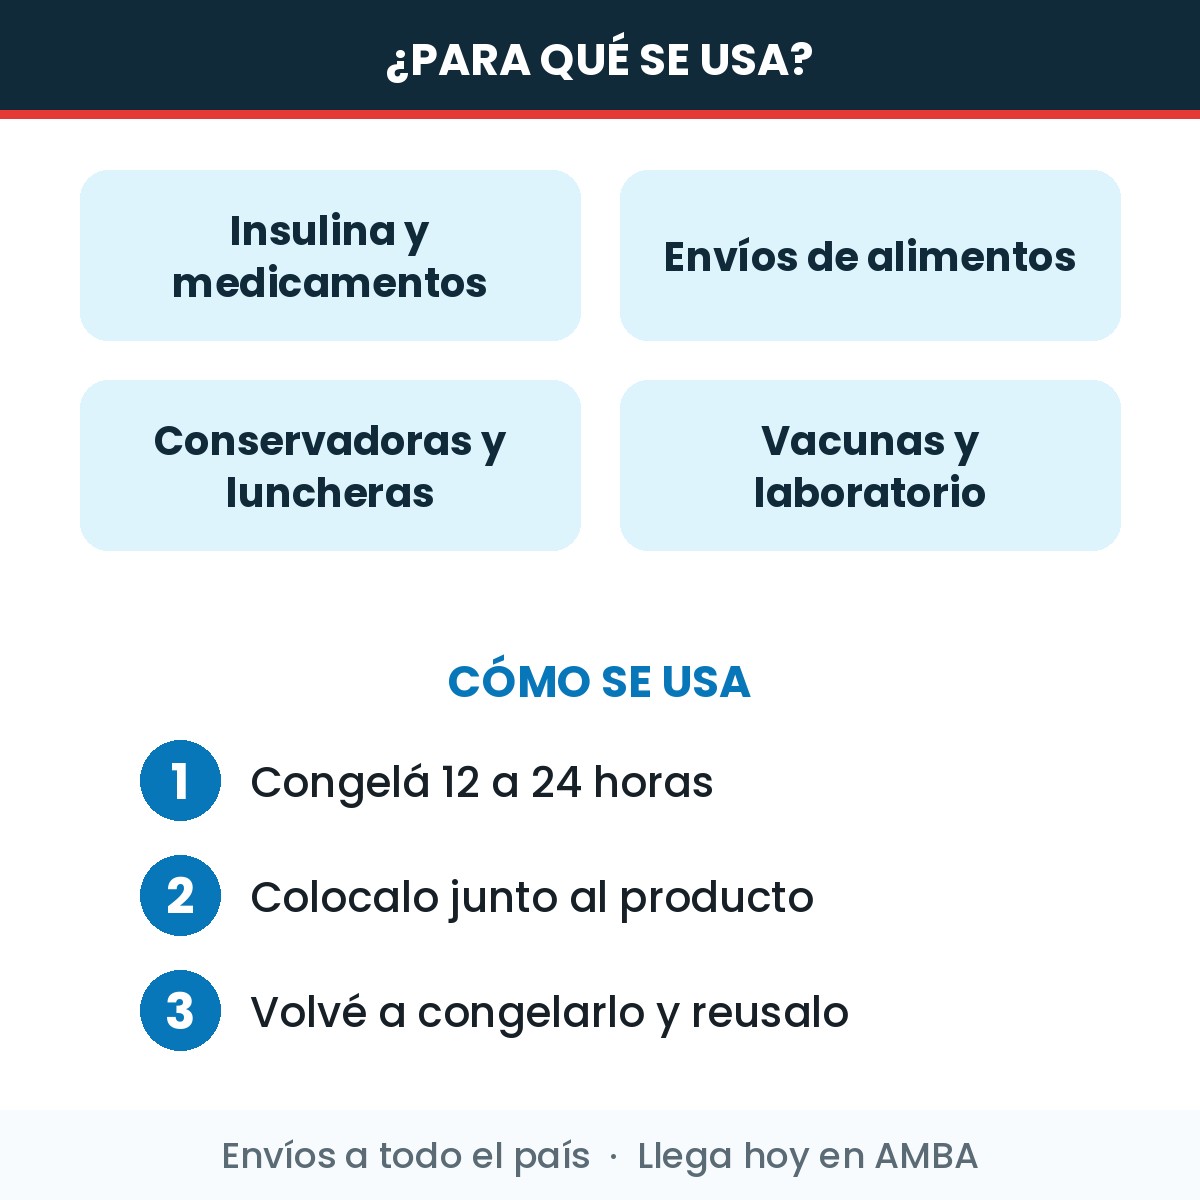 ¿PARA QUÉ SE USA?
Insulina y
medicamentos
Envíos de alimentos
Conservadoras y
luncheras
Vacunas y
laboratorio
CÓMO SE USA
1 Congelá 12 a 24 horas
2 Colocalo junto al producto
3 Volvé a congelarlo y reusalo
Envíos a todo el país · Llega hoy en AMBA